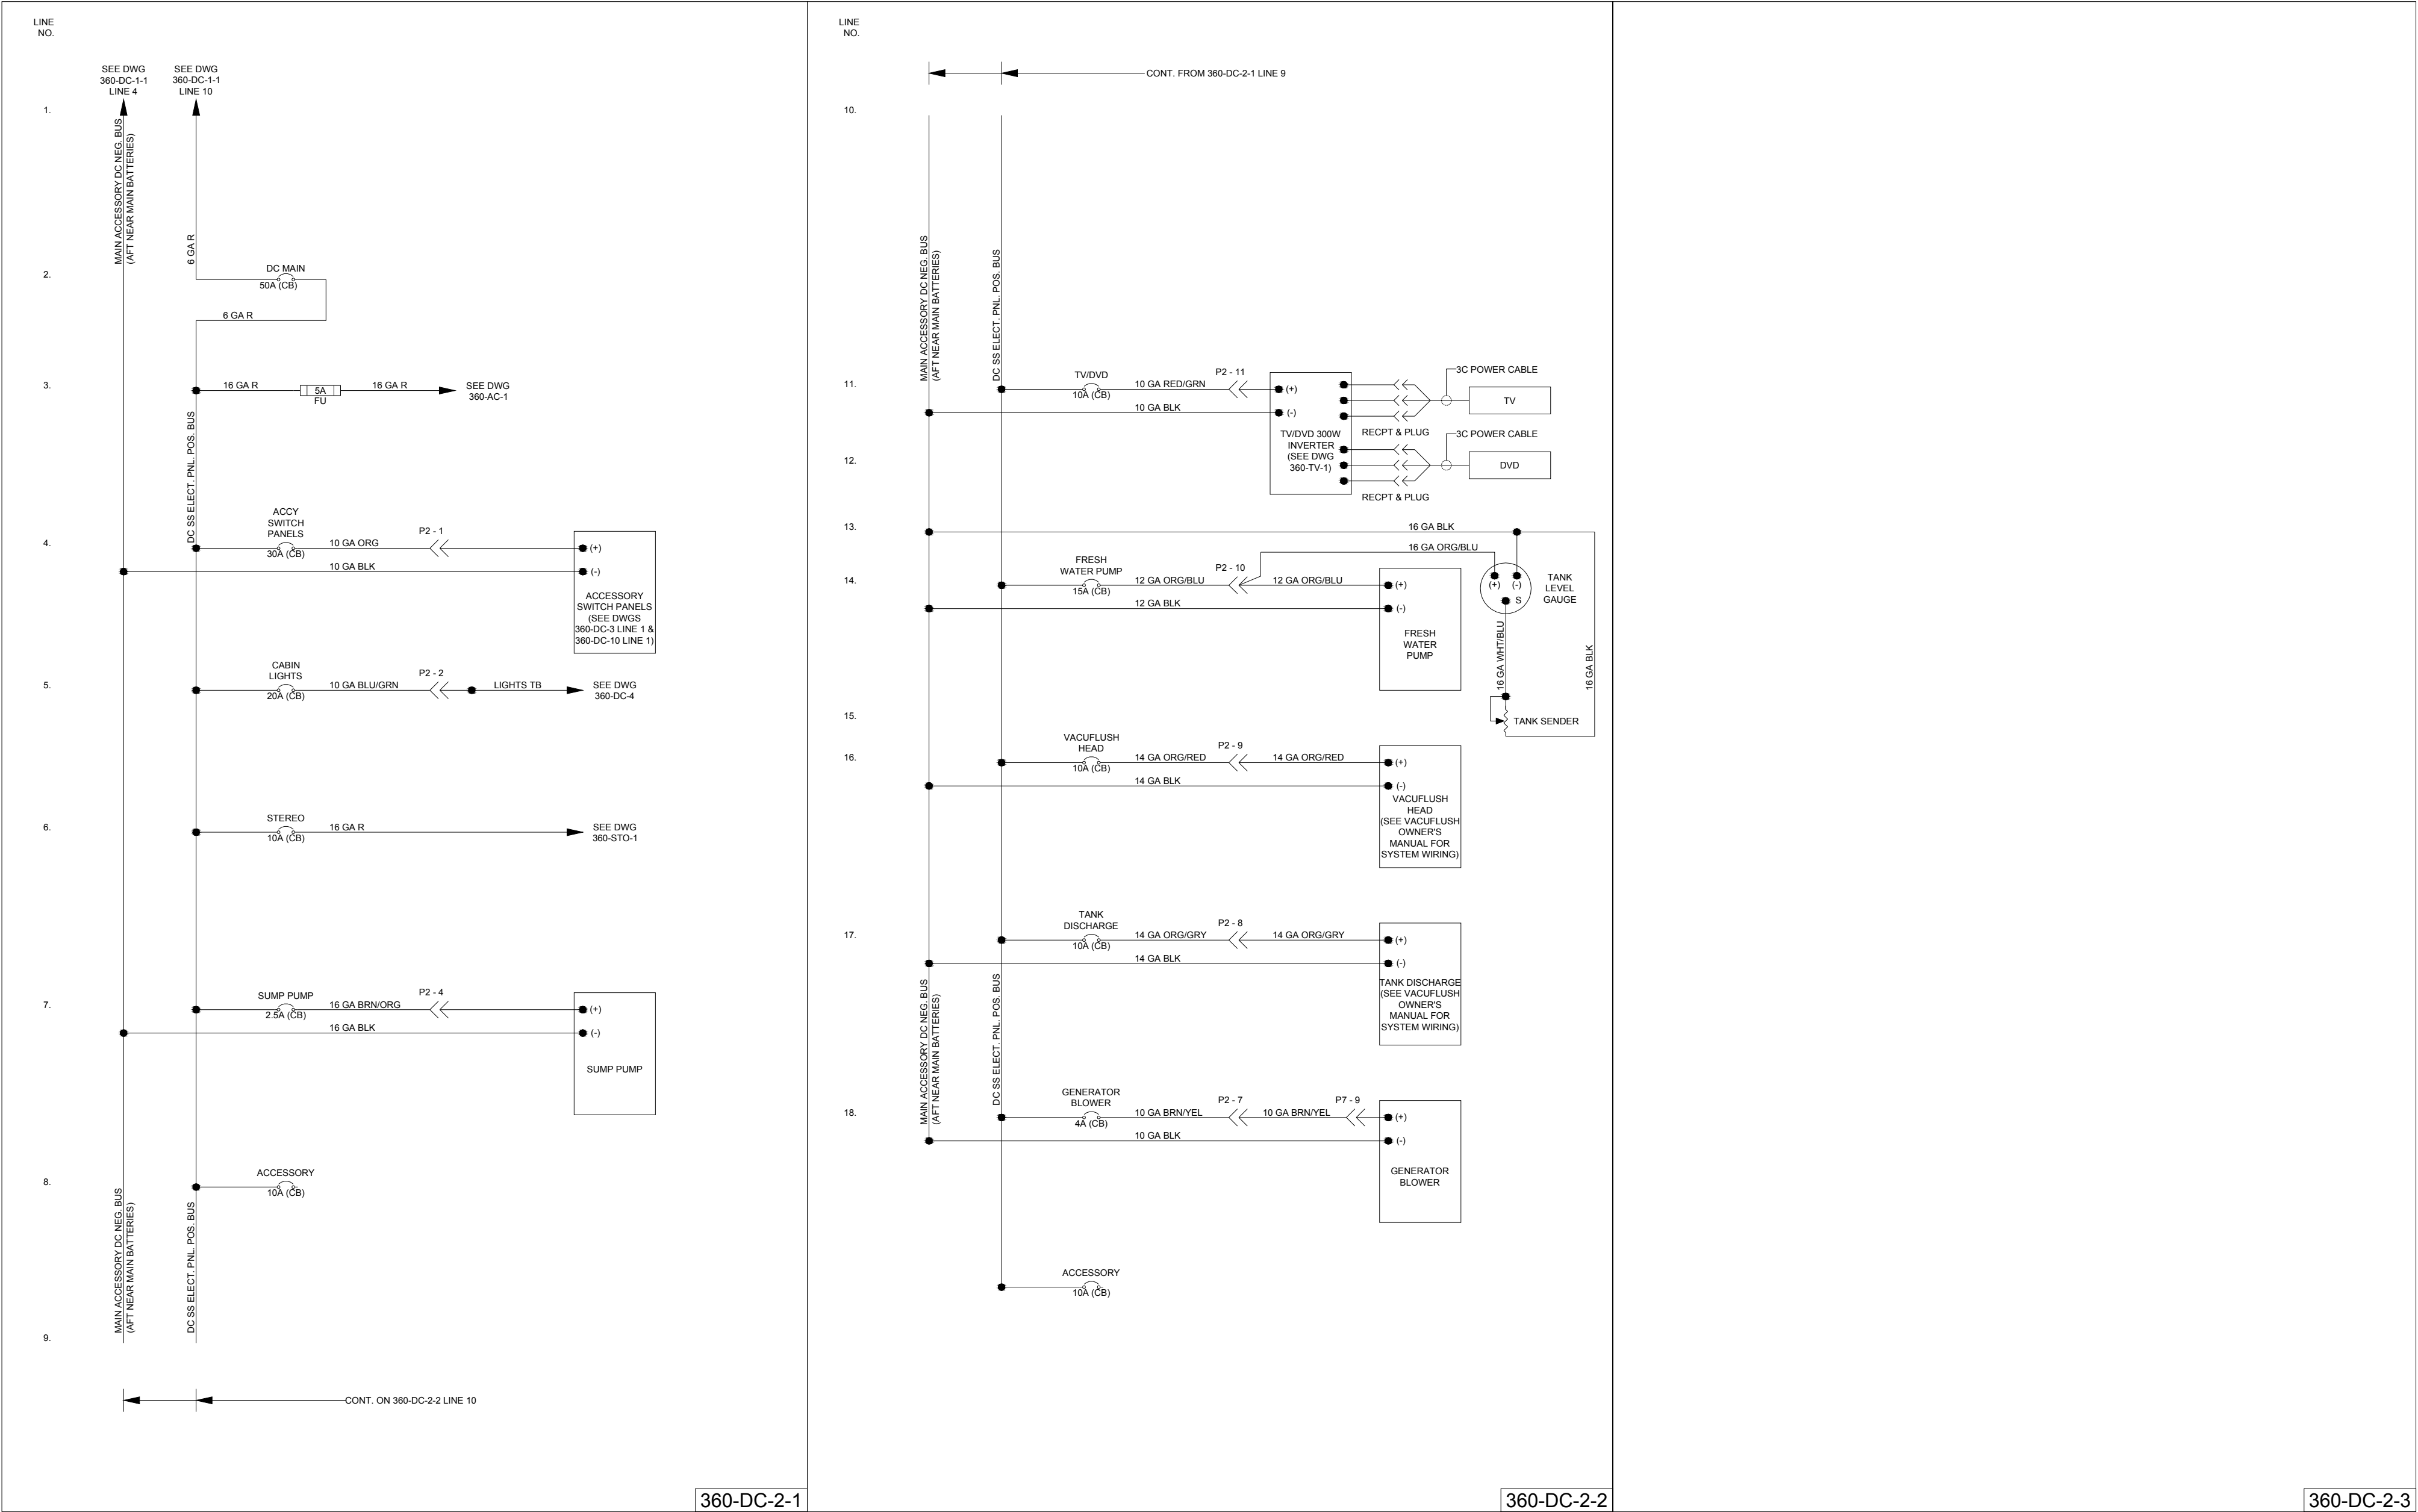 LINE
NO.
SEE DWG
360-DC-1-1
LINE 4
SEE DWG
360-DC-1-1
LINE 10
1.
MAIN ACCESSORY DC NEG. BUS
(AFT NEAR MAIN BATTERIES)
6 GA R
2.
DC MAIN
50A (CB)
6 GA R
3.
16 GA R
5A
FU
16 GA R
SEE DWG
360-AC-1
DC SS ELECT. PNL. POS. BUS
4.
ACCY
SWITCH
PANELS
30A (CB)
10 GA ORG
P2 - 1
(+)
10 GA BLK
(-)
ACCESSORY
SWITCH PANELS
(SEE DWGS
360-DC-3 LINE 1 &
360-DC-10 LINE 1)
5.
CABIN
LIGHTS
20A (CB)
10 GA BLU/GRN
P2 - 2
LIGHTS TB
SEE DWG
360-DC-4
6.
STEREO
10A (CB)
16 GA R
SEE DWG
360-STO-1
7.
SUMP PUMP
2.5A (CB)
16 GA BRN/ORG
P2 - 4
(+)
16 GA BLK
(-)
SUMP PUMP
8.
ACCESSORY
10A (CB)
MAIN ACCESSORY DC NEG. BUS
(AFT NEAR MAIN BATTERIES)
DC SS ELECT. PNL. POS. BUS
9.
CONT. ON 360-DC-2-2 LINE 10
360-DC-2-1
LINE
NO.
CONT. FROM 360-DC-2-1 LINE 9
10.
MAIN ACCESSORY DC NEG. BUS
(AFT NEAR MAIN BATTERIES)
DC SS ELECT. PNL. POS. BUS
11.
TV/DVD
10A (CB)
10 GA RED/GRN
P2 - 11
(+)
10 GA BLK
(-)
TV/DVD 300W
INVERTER
(SEE DWG
360-TV-1)
3C POWER CABLE
TV
RECPT & PLUG
12.
3C POWER CABLE
DVD
RECPT & PLUG
13.
16 GA BLK
16 GA ORG/BLU
14.
FRESH
WATER PUMP
15A (CB)
12 GA ORG/BLU
P2 - 10
12 GA ORG/BLU
(+)
12 GA BLK
(-)
FRESH
WATER
PUMP
(+)
(-)
S
TANK
LEVEL
GAUGE
16 GA WHT/BLU
16 GA BLK
15.
TANK SENDER
16.
VACUFLUSH
HEAD
10A (CB)
14 GA ORG/RED
P2 - 9
14 GA ORG/RED
(+)
14 GA BLK
(-)
VACUFLUSH
HEAD
(SEE VACUFLUSH
OWNER'S
MANUAL FOR
SYSTEM WIRING)
17.
TANK
DISCHARGE
10A (CB)
14 GA ORG/GRY
P2 - 8
14 GA ORG/GRY
(+)
14 GA BLK
(-)
TANK DISCHARGE
(SEE VACUFLUSH
OWNER'S
MANUAL FOR
SYSTEM WIRING)
MAIN ACCESSORY DC NEG. BUS
(AFT NEAR MAIN BATTERIES)
DC SS ELECT. PNL. POS. BUS
18.
GENERATOR
BLOWER
4A (CB)
10 GA BRN/YEL
P2 - 7
10 GA BRN/YEL
P7 - 9
(+)
10 GA BLK
(-)
GENERATOR
BLOWER
ACCESSORY
10A (CB)
360-DC-2-2
360-DC-2-3